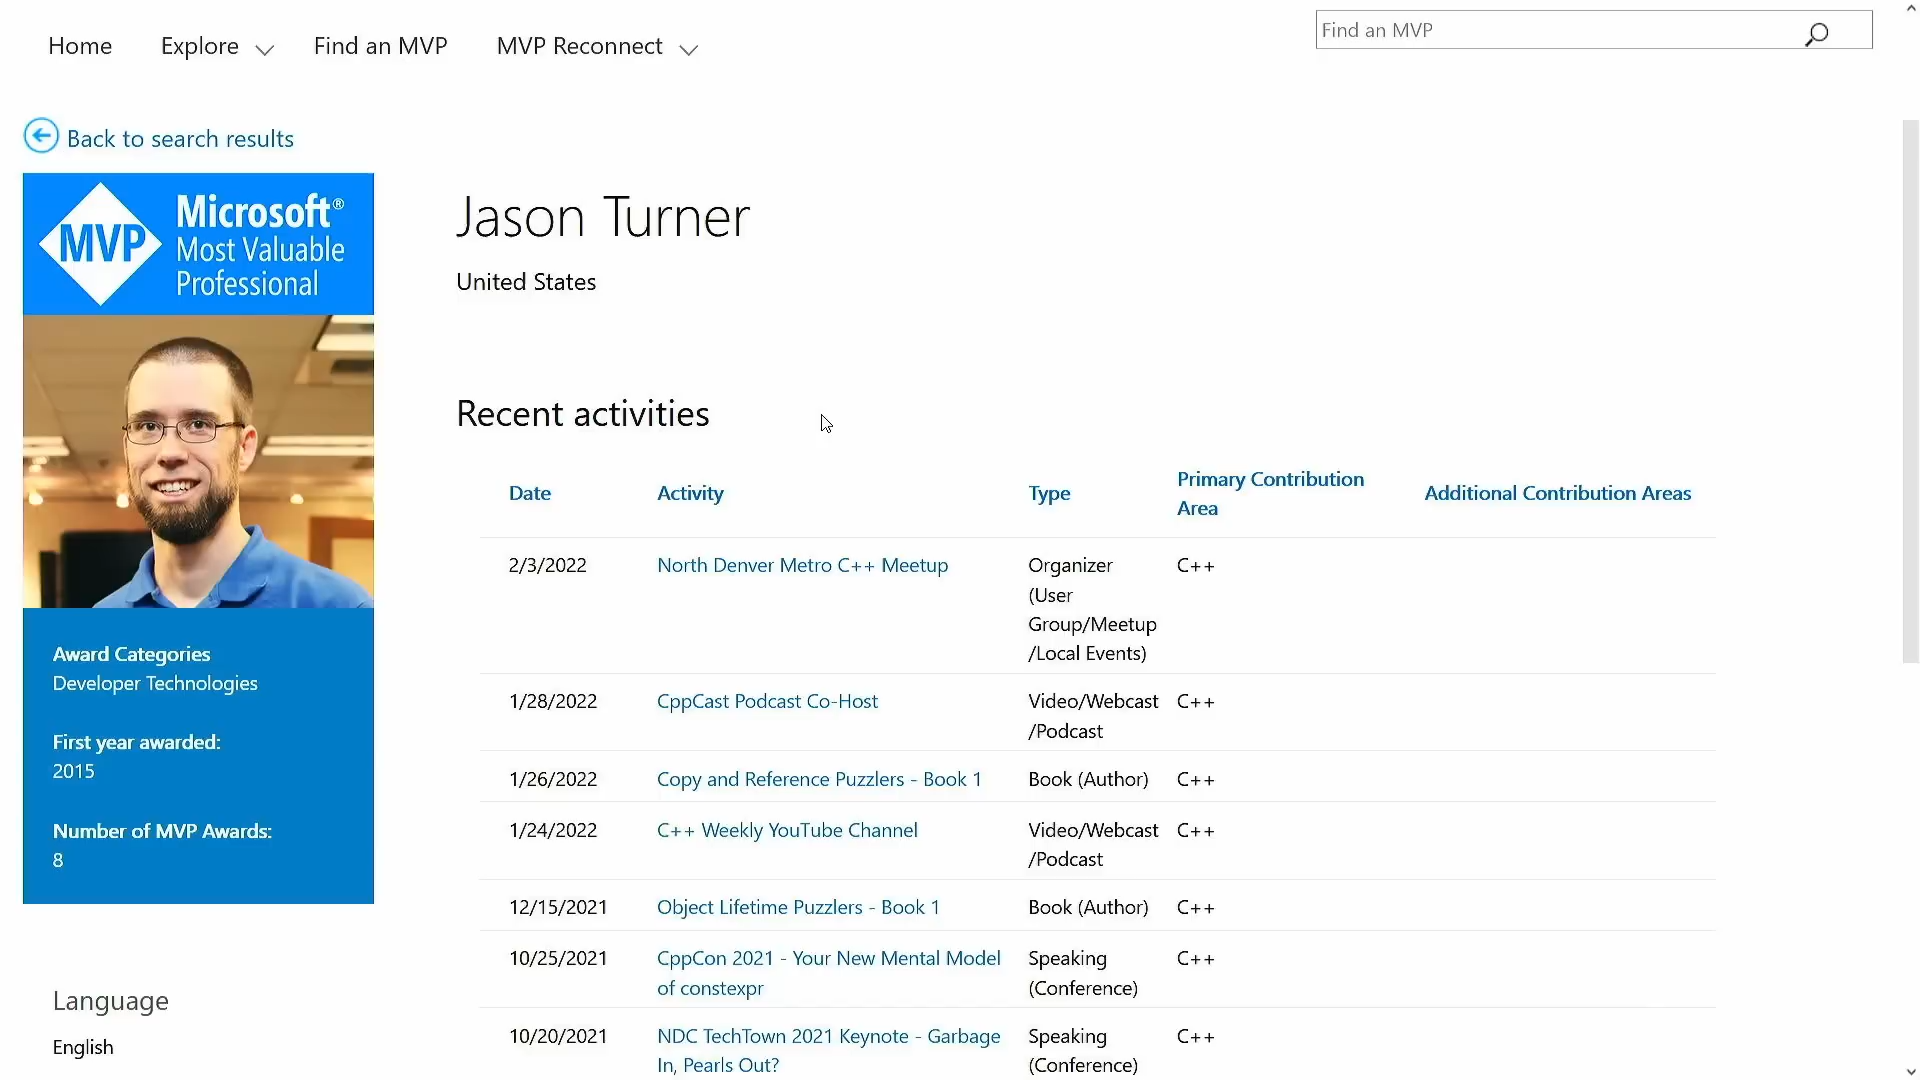 Home
Explore
Find an MVP
MVP Reconnect
Find an MVP
Back to search results
MVP
Microsoft®
Most Valuable
Professional
Jason Turner
United States
Recent activities
Date
Activity
Type
Primary Contribution
Area
Additional Contribution Areas
2/3/2022
North Denver Metro C++ Meetup
Organizer
(User
Group/Meetup
/Local Events)
C++
1/28/2022
CppCast Podcast Co-Host
Video/Webcast
/Podcast
C++
1/26/2022
Copy and Reference Puzzlers - Book 1
Book (Author)
C++
1/24/2022
C++ Weekly YouTube Channel
Video/Webcast
/Podcast
C++
12/15/2021
Object Lifetime Puzzlers - Book 1
Book (Author)
C++
10/25/2021
CppCon 2021 - Your New Mental Model
of constexpr
Speaking
(Conference)
C++
10/20/2021
NDC TechTown 2021 Keynote - Garbage
In, Pearls Out?
Speaking
(Conference)
C++
Award Categories
Developer Technologies
First year awarded:
2015
Number of MVP Awards:
8
Language
English